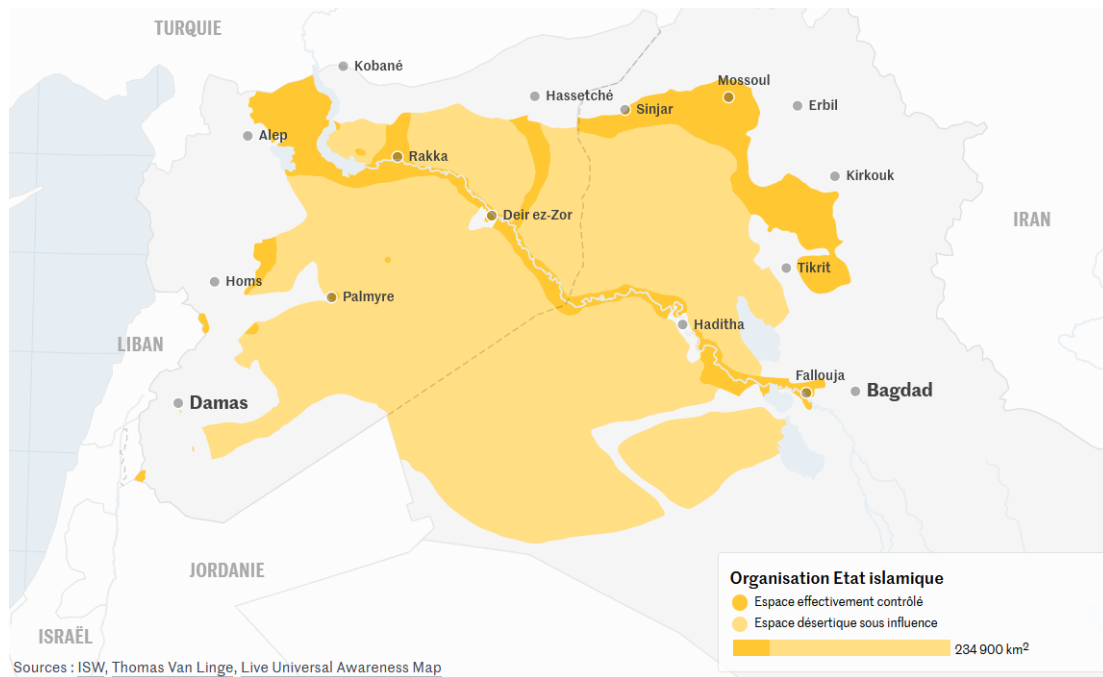 TURQUIE
Kobané
Mossoul
Hassetché
Sinjar
Erbil
Alep
Rakka
Kirkouk
Deir ez-Zor
IRAN
Tikrit
Homs
Palmyre
Haditha
LIBAN
Fallouja
Bagdad
Damas
JORDANIE
ISRAËL
Organisation Etat islamique
Espace effectivement contrôlé
Espace désertique sous influence
234 900 km²
Sources : ISW, Thomas Van Linge, Live Universal Awareness Map